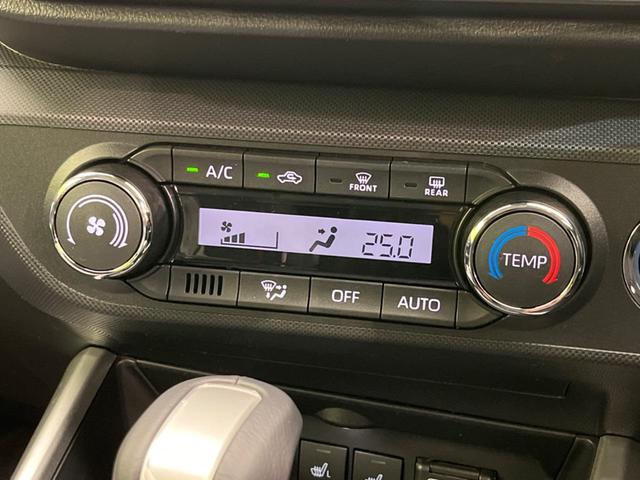 A/C
FRONT
REAR
25.0
TEMP
OFF
AUTO
L